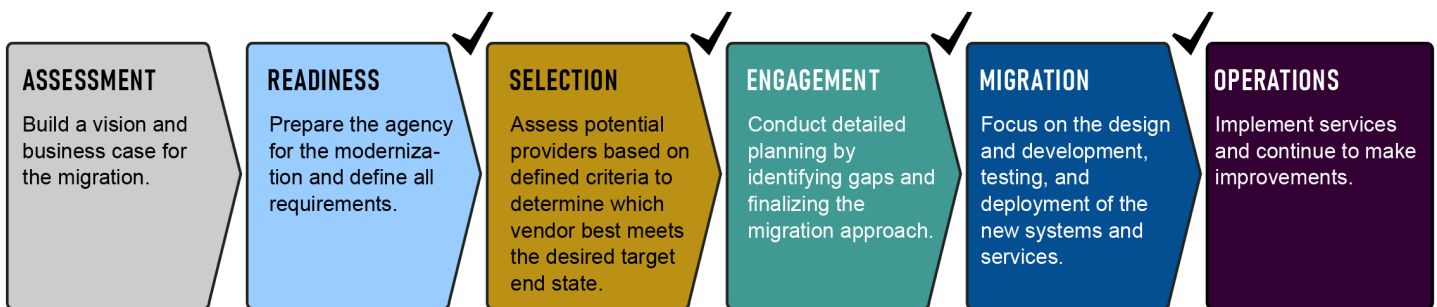 ASSESSMENT
Build a vision and
business case for
the migration.
READINESS
Prepare the agency
for the moderniza-
tion and define all
requirements.
SELECTION
Assess potential
providers based on
defined criteria to
determine which
vendor best meets
the desired target
end state.
ENGAGEMENT
Conduct detailed
planning by
identifying gaps and
finalizing the
migration approach.
MIGRATION
Focus on the design
and development,
testing, and
deployment of the
new systems and
services.
OPERATIONS
Implement services
and continue to make
improvements.